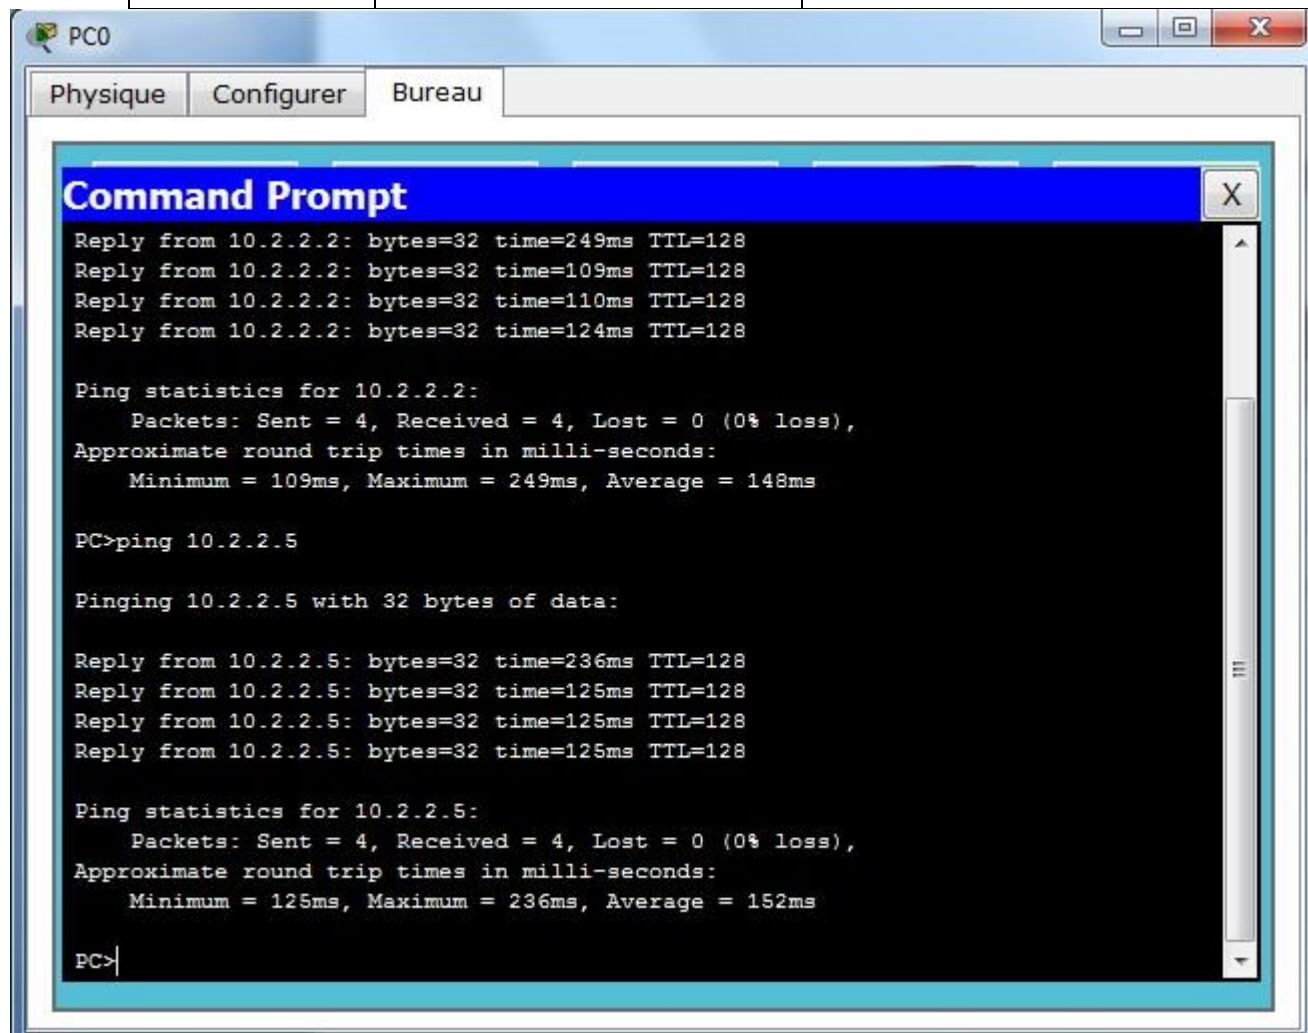 PC0
Physique Configurer Bureau
Command Prompt X
Reply from 10.2.2.2: bytes=32 time=249ms TTL=128
Reply from 10.2.2.2: bytes=32 time=109ms TTL=128
Reply from 10.2.2.2: bytes=32 time=110ms TTL=128
Reply from 10.2.2.2: bytes=32 time=124ms TTL=128
Ping statistics for 10.2.2.2:
Packets: Sent = 4, Received = 4, Lost = 0 (0% loss),
Approximate round trip times in milli-seconds:
Minimum = 109ms, Maximum = 249ms, Average = 148ms
PC>ping 10.2.2.5
Pinging 10.2.2.5 with 32 bytes of data:
Reply from 10.2.2.5: bytes=32 time=236ms TTL=128
Reply from 10.2.2.5: bytes=32 time=125ms TTL=128
Reply from 10.2.2.5: bytes=32 time=125ms TTL=128
Reply from 10.2.2.5: bytes=32 time=125ms TTL=128
Ping statistics for 10.2.2.5:
Packets: Sent = 4, Received = 4, Lost = 0 (0% loss),
Approximate round trip times in milli-seconds:
Minimum = 125ms, Maximum = 236ms, Average = 152ms
PC>